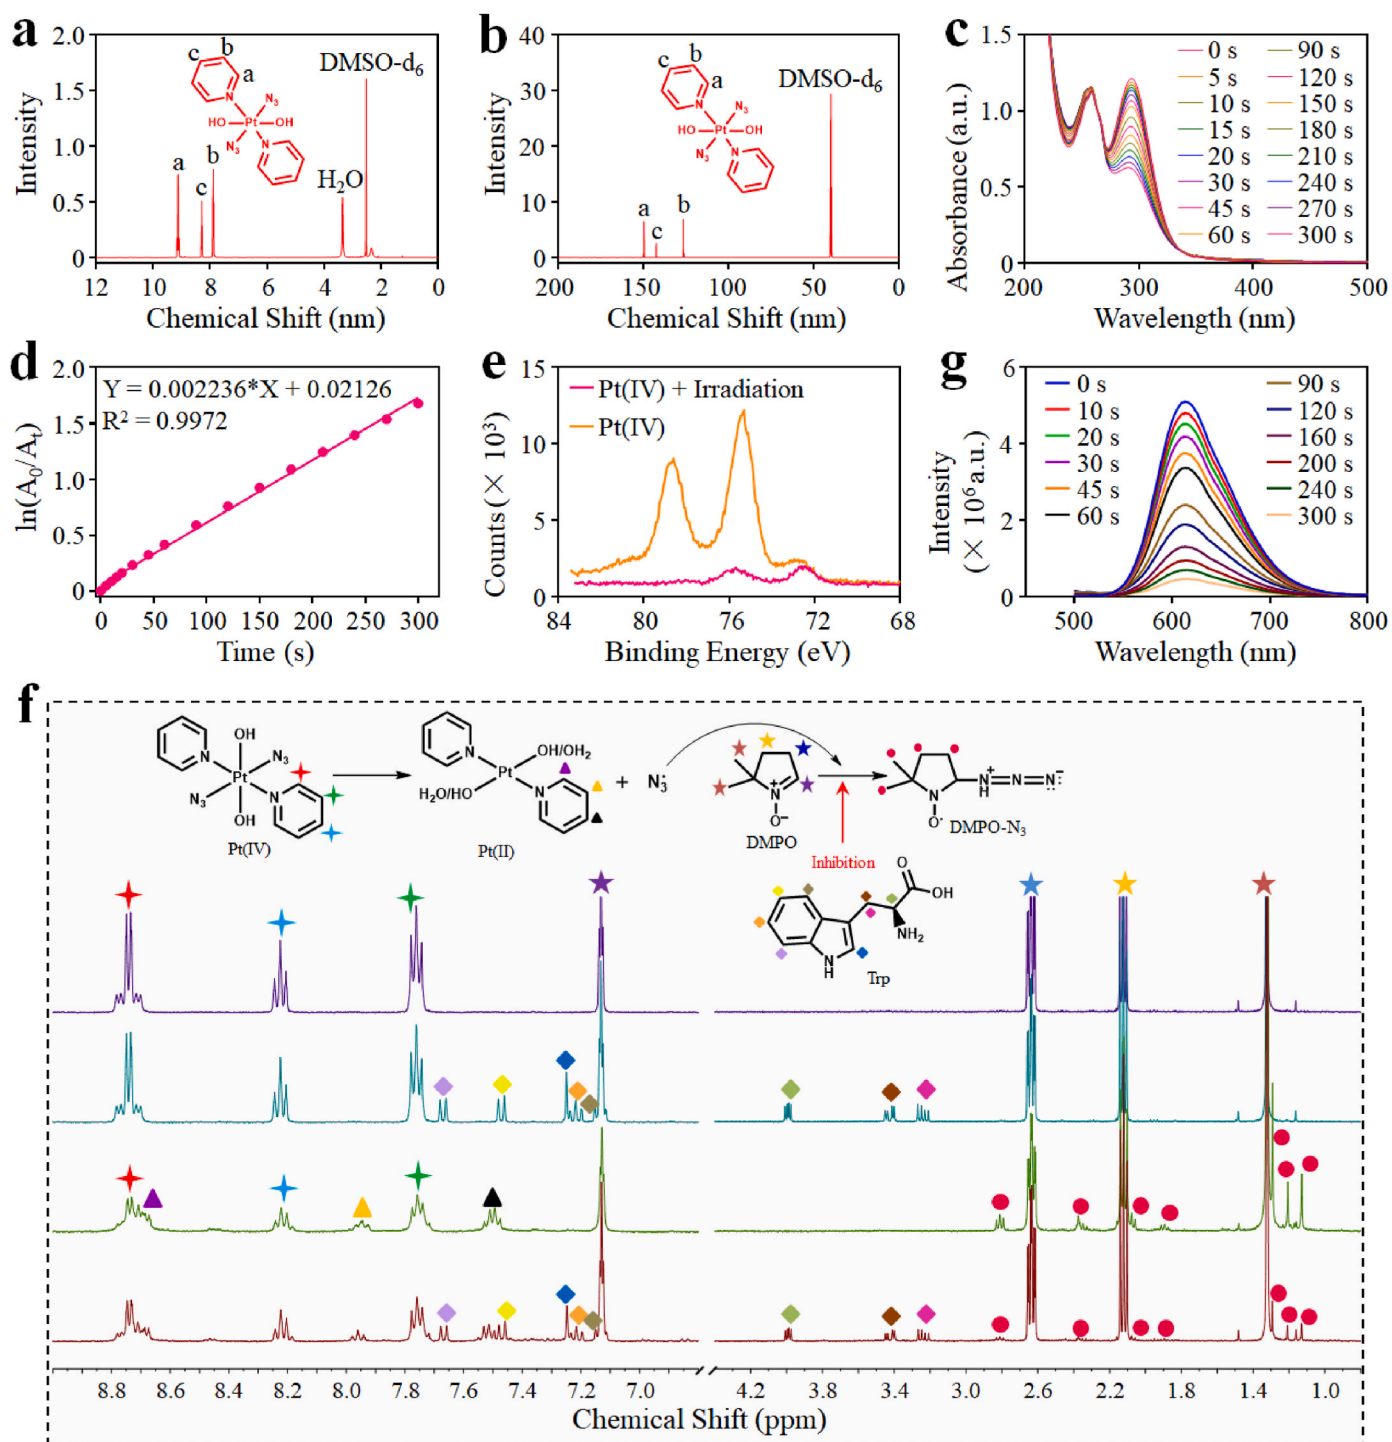 a
2.0
1.5
1.0
0.5
0
Intensity
c b a
N3
HO Pt OH
N3 N
N
DMSO-d6
a c b
H2O
12 10 8 6 4 2 0
Chemical Shift (nm)
b
40
30
20
10
0
Intensity
c b a
N3
HO Pt OH
N3 N
N
DMSO-d6
a c b
200 150 100 50 0
Chemical Shift (nm)
c
1.5
1.0
0.5
0
Absorbance (a.u.)
0 s 90 s
5 s 120 s
10 s 150 s
15 s 180 s
20 s 210 s
30 s 240 s
45 s 270 s
60 s 300 s
200 300 400 500
Wavelength (nm)
d
2.0
1.5
1.0
0.5
0
ln(A0/At)
Y = 0.002236*X + 0.02126
R² = 0.9972
0 50 100 150 200 250 300
Time (s)
e
15
10
5
0
Counts (× 10³)
Pt(IV) + Irradiation
Pt(IV)
84 80 76 72 68
Binding Energy (eV)
g
6
4
2
0
Intensity
(× 10⁶ a.u.)
0 s 90 s
10 s 120 s
20 s 160 s
30 s 200 s
45 s 240 s
60 s 300 s
500 600 700 800
Wavelength (nm)
f
OH
N N3
Pt
N3 N
OH
Pt(IV)
N OH/OH2
Pt
H2O/HO N
Pt(II)
+ N3·
N+
O−
DMPO
N
O·
N+ N N−
H
DMPO-N3
Inhibition
O
OH
NH2
N
H
Trp
8.8 8.6 8.4 8.2 8.0 7.8 7.6 7.4 7.2 7.0 4.2 3.8 3.4 3.0 2.6 2.2 1.8 1.4 1.0
Chemical Shift (ppm)